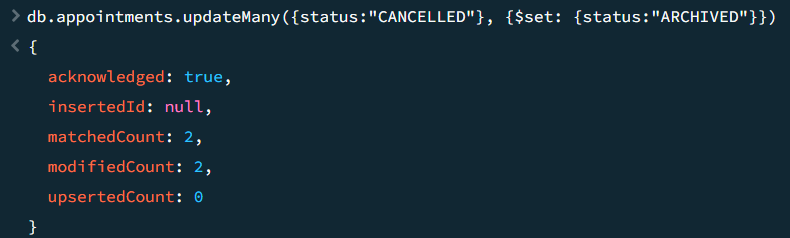 > db.appointments.updateMany({status:"CANCELLED"}, {$set: {status:"ARCHIVED"}})
< {
acknowledged: true,
insertedId: null,
matchedCount: 2,
modifiedCount: 2,
upsertedCount: 0
}